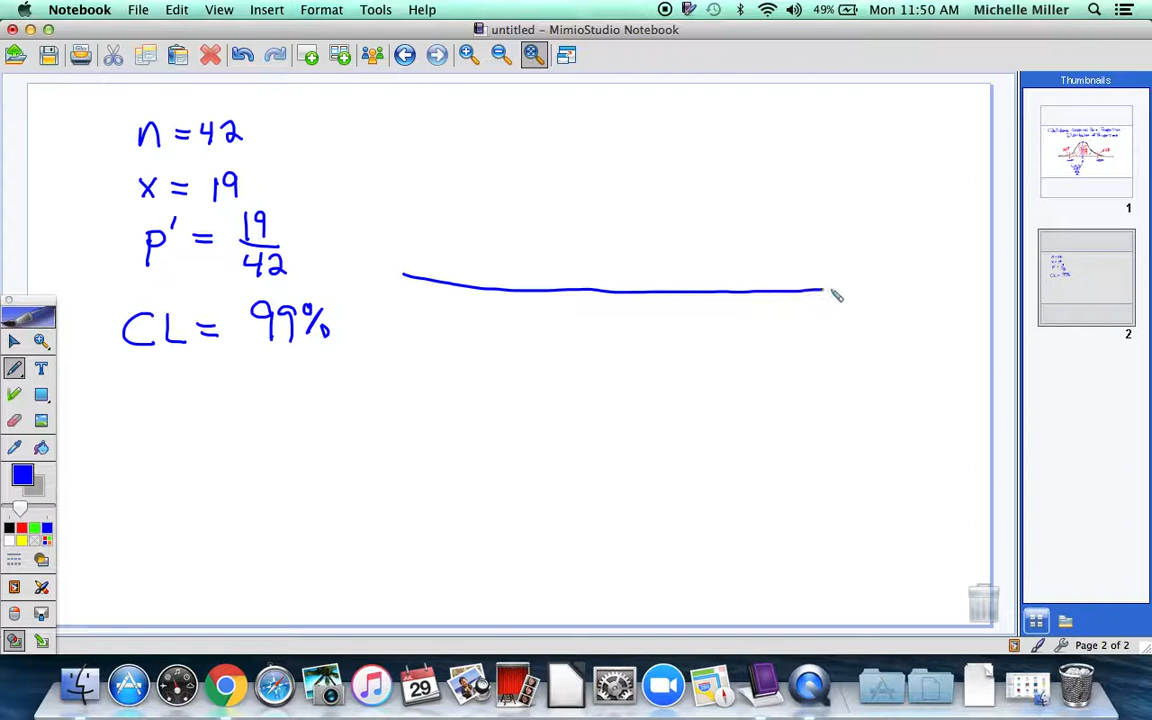 Notebook File Edit View Insert Format Tools Help 49% Mon 11:50 AM Michelle Miller
untitled - MimioStudio Notebook
Thumbnails
n = 42
x = 19
p' = 19/42
CL = 99%
T
1
2
Page 2 of 2
29